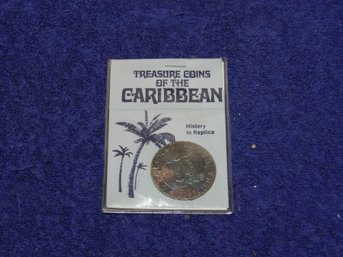 TREASURE COINS
OF THE
CARIBBEAN
History
in Replica